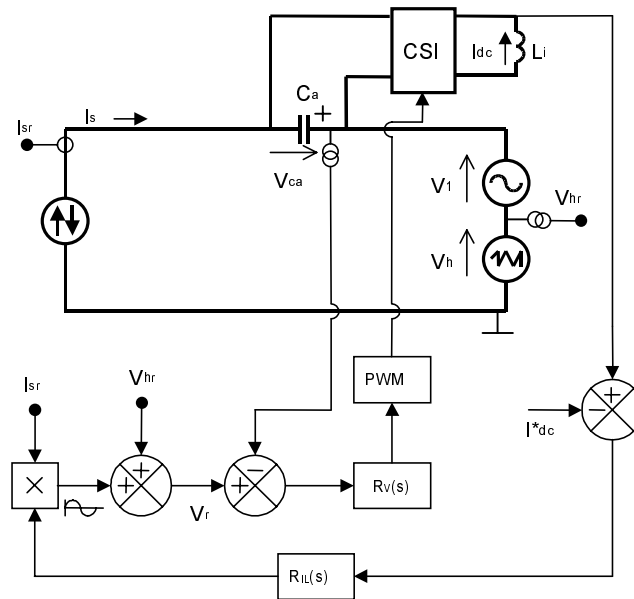 CSI
Idc
Li
Ca
+
Is
Isr
Vca
V1
Vhr
Vh
Isr
Vhr
PWM
+
−
I*dc
×
+
+
Vr
−
+
RV(s)
RIL(s)